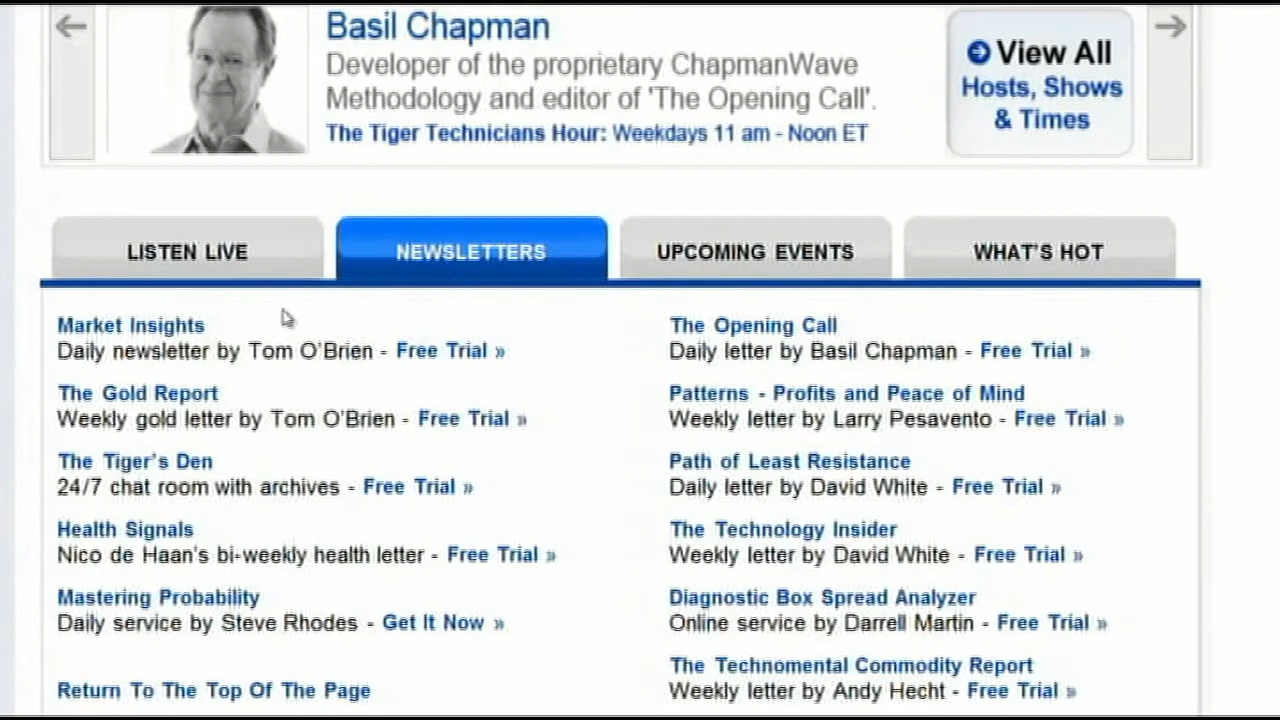 Basil Chapman
Developer of the proprietary ChapmanWave
Methodology and editor of 'The Opening Call'.
The Tiger Technicians Hour: Weekdays 11 am - Noon ET
View All
Hosts, Shows
& Times
LISTEN LIVE
NEWSLETTERS
UPCOMING EVENTS
WHAT'S HOT
Market Insights
Daily newsletter by Tom O'Brien - Free Trial »
The Gold Report
Weekly gold letter by Tom O'Brien - Free Trial »
The Tiger's Den
24/7 chat room with archives - Free Trial »
Health Signals
Nico de Haan's bi-weekly health letter - Free Trial »
Mastering Probability
Daily service by Steve Rhodes - Get It Now »
Return To The Top Of The Page
The Opening Call
Daily letter by Basil Chapman - Free Trial »
Patterns - Profits and Peace of Mind
Weekly letter by Larry Pesavento - Free Trial »
Path of Least Resistance
Daily letter by David White - Free Trial »
The Technology Insider
Weekly letter by David White - Free Trial »
Diagnostic Box Spread Analyzer
Online service by Darrell Martin - Free Trial »
The Technomental Commodity Report
Weekly letter by Andy Hecht - Free Trial »